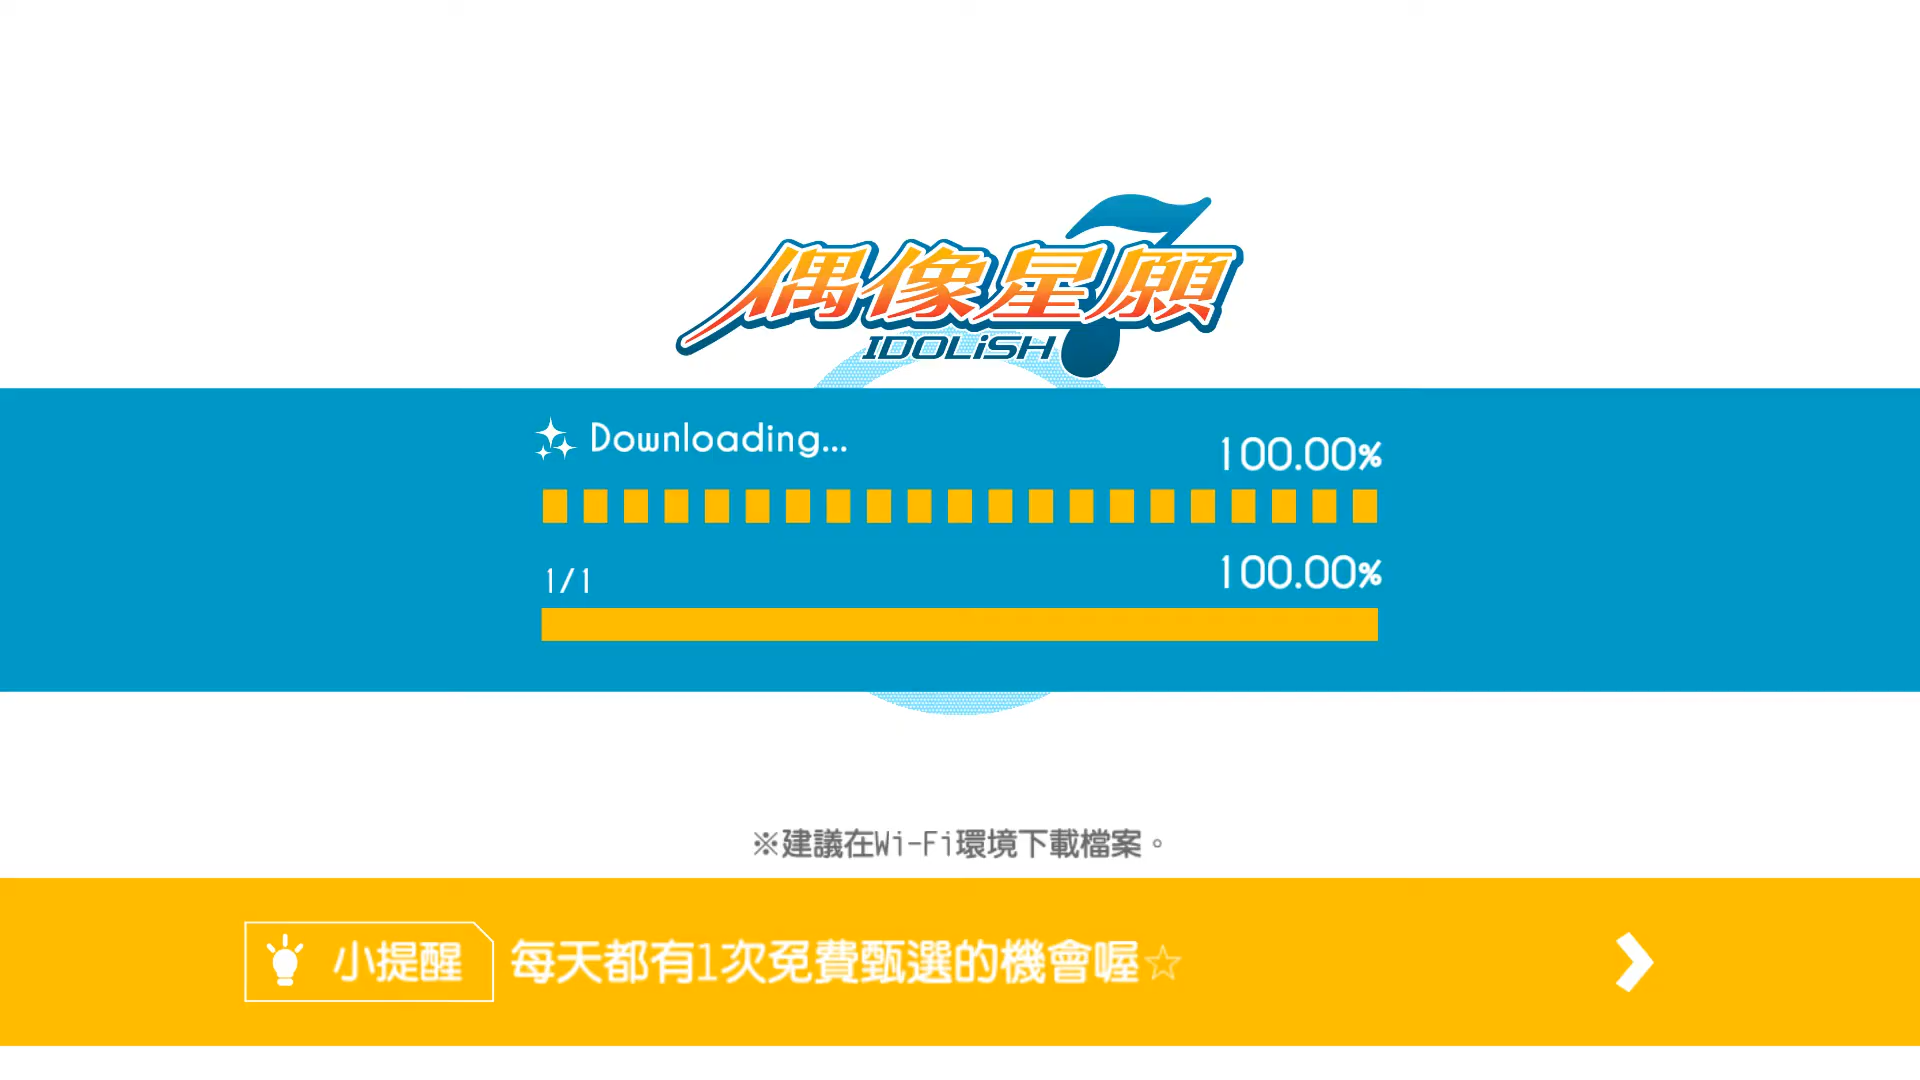 偶像星願
IDOLiSH7
Downloading...
100.00%
1/1
100.00%
※建議在Wi-Fi環境下載檔案。
小提醒
每天都有1次免費甄選的機會喔☆